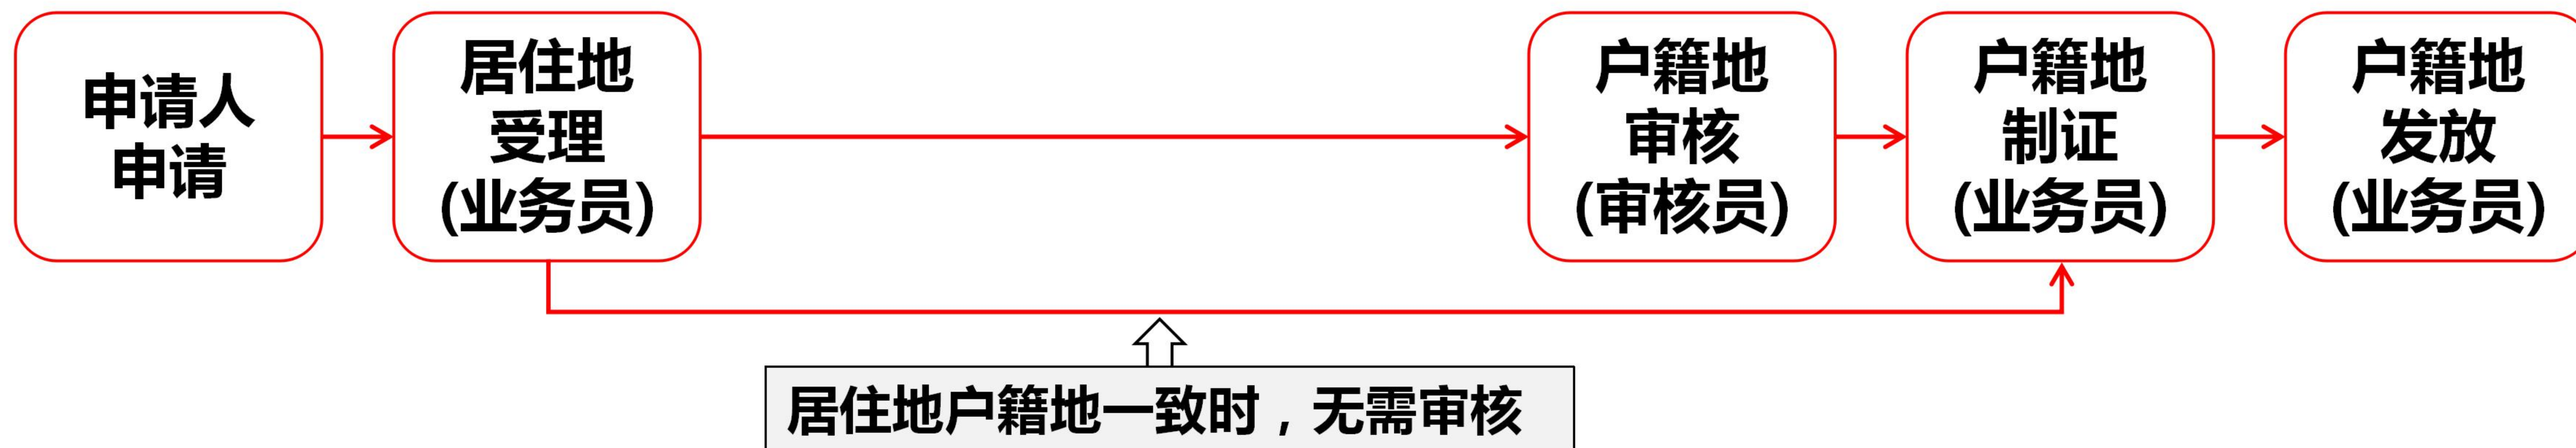 申请人
申请
居住地
受理
(业务员)
户籍地
审核
(审核员)
户籍地
制证
(业务员)
户籍地
发放
(业务员)
居住地户籍地一致时，无需审核